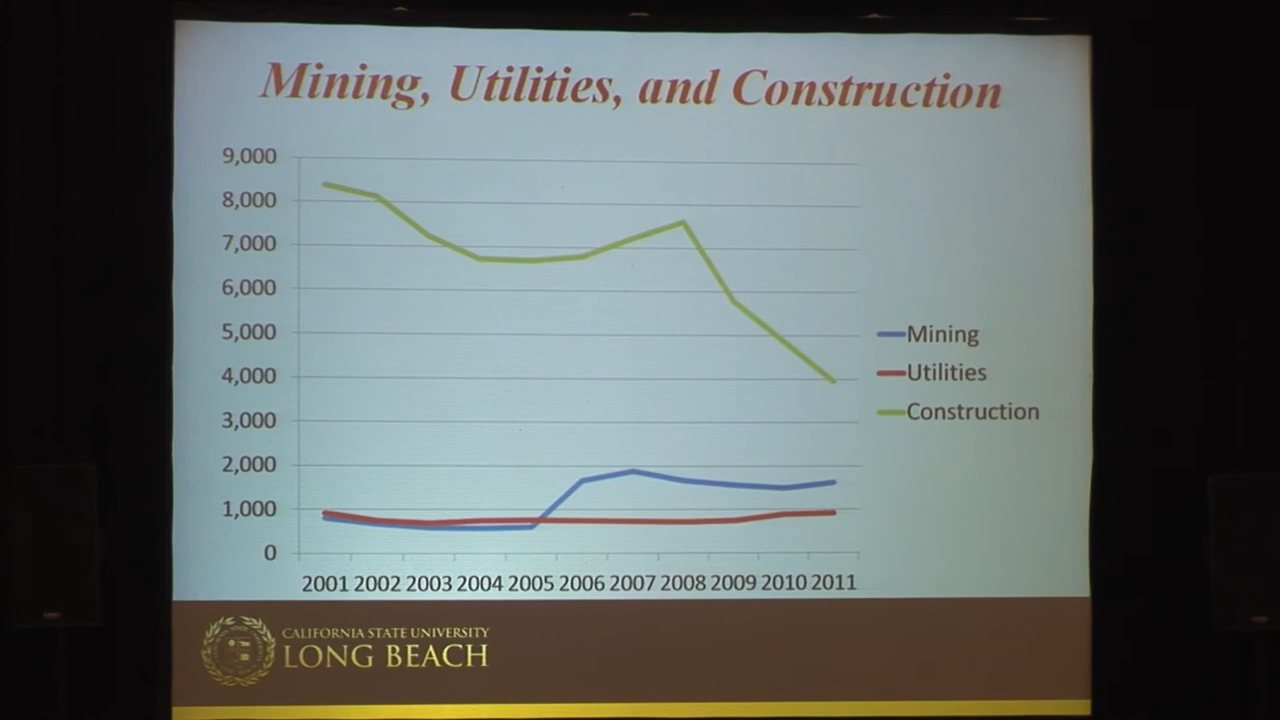 Mining, Utilities, and Construction
9,000
8,000
7,000
6,000
5,000
4,000
3,000
2,000
1,000
0
2001 2002 2003 2004 2005 2006 2007 2008 2009 2010 2011
Mining
Utilities
Construction
CALIFORNIA STATE UNIVERSITY
LONG BEACH